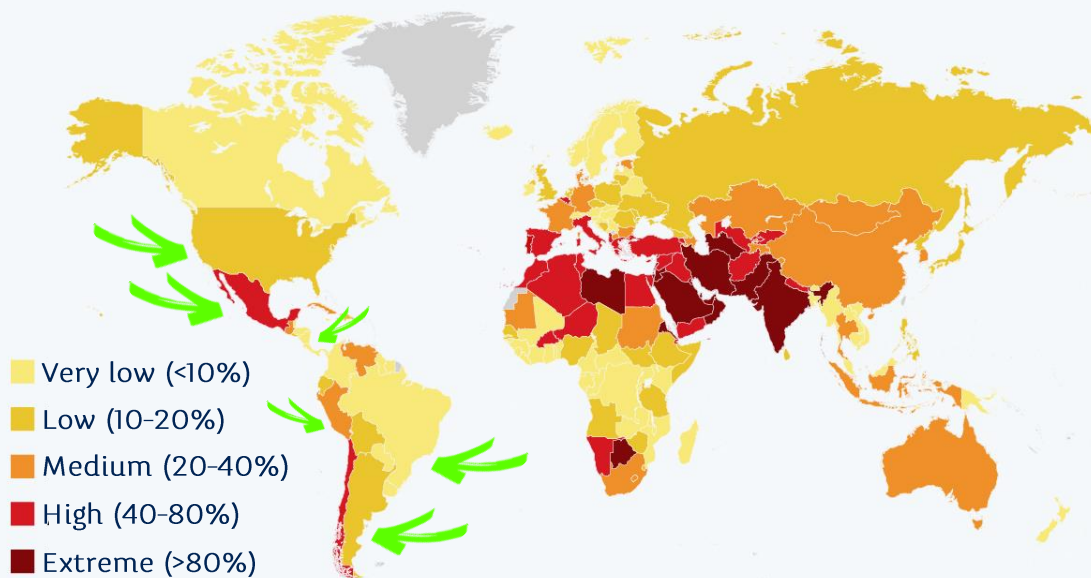 Very low (<10%)
Low (10-20%)
Medium (20-40%)
High (40-80%)
Extreme (>80%)